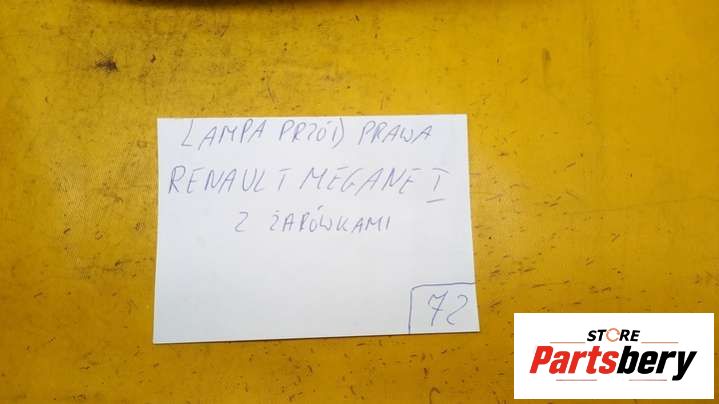 LAMPA PRZÓD PRAWA
RENAULT MEGANE I
Z ŻARÓWKAMI
72
STORE
Partsbery